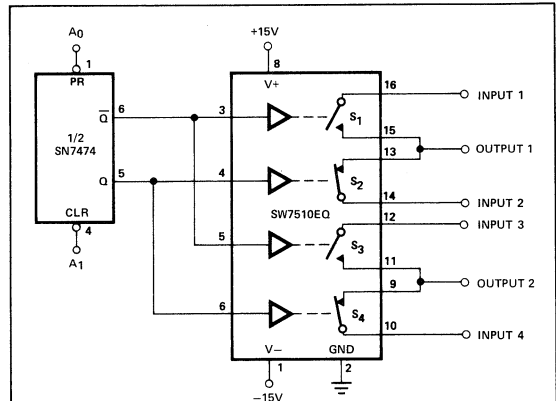 A0
+15V
1
8
PR
V+
16
INPUT 1
Q
6
3
S1
15
1/2
SN7474
13
OUTPUT 1
Q
5
4
S2
14
INPUT 2
SW7510EQ
12
INPUT 3
CLR
5
S3
4
11
A1
9
OUTPUT 2
6
S4
10
INPUT 4
V−
GND
1
2
−15V